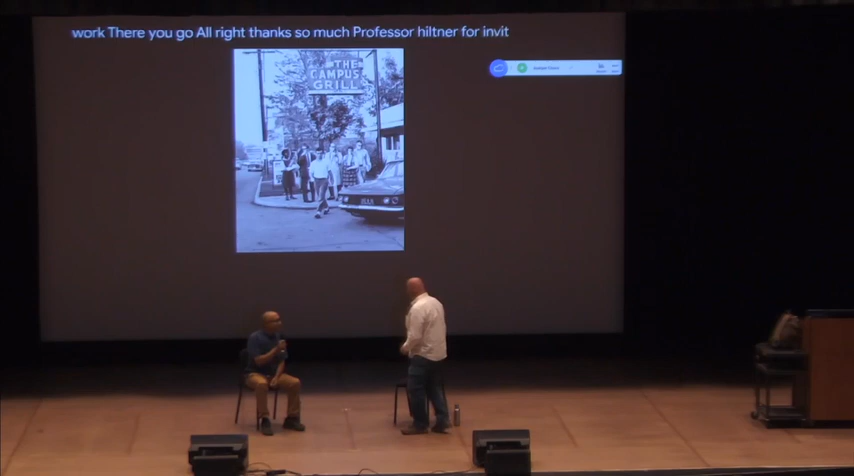 work There you go All right thanks so much Professor hiltner for invit
THE
CAMPUS
GRILL